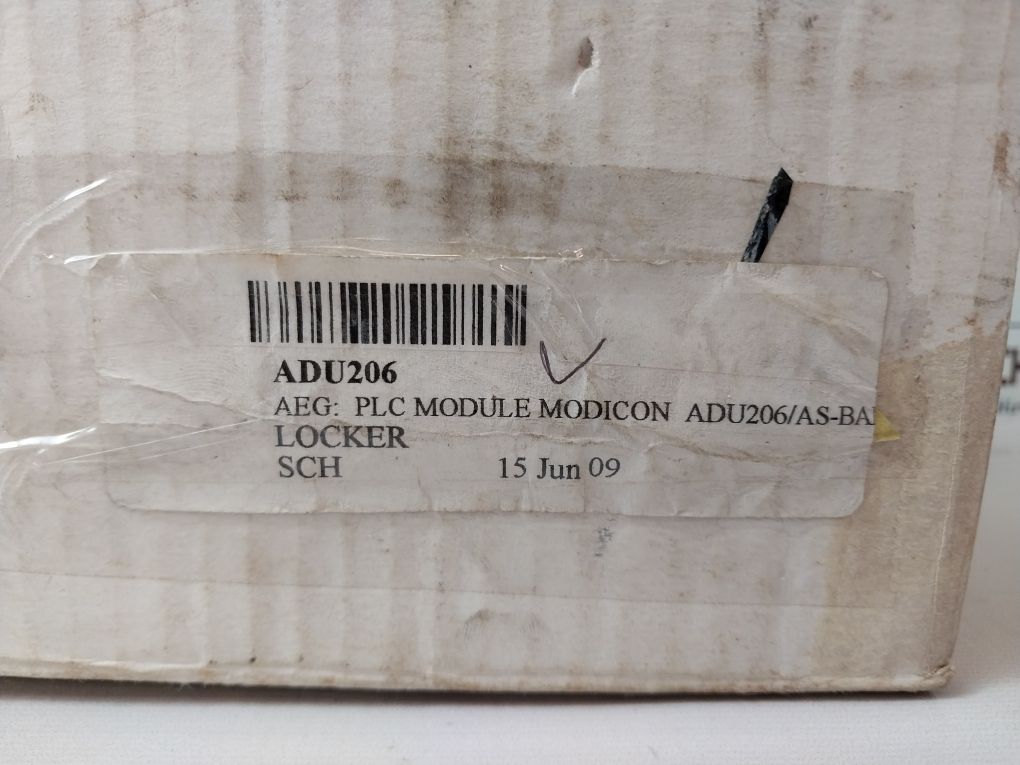 ADU206
AEG: PLC MODULE MODICON ADU206/AS-BA
LOCKER
SCH 15 Jun 09